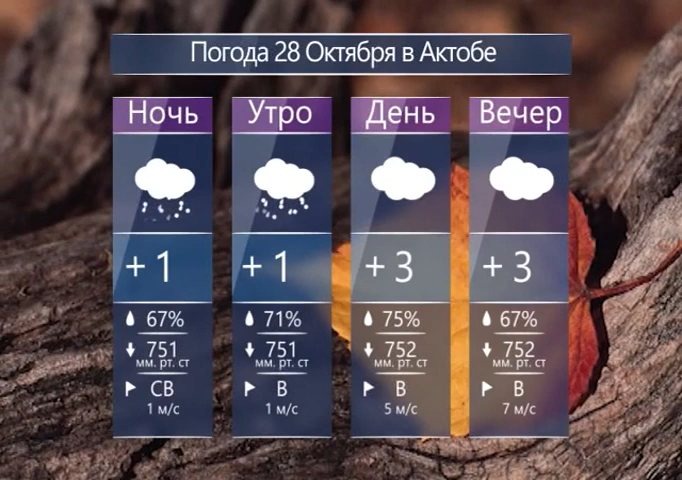 Погода 28 Октября в Актобе
Ночь Утро День Вечер
+1 +1 +3 +3
67% 71% 75% 67%
751 751 752 752
мм. рт. ст мм. рт. ст мм. рт. ст мм. рт. ст
СВ В В В
1 м/с 1 м/с 5 м/с 7 м/с